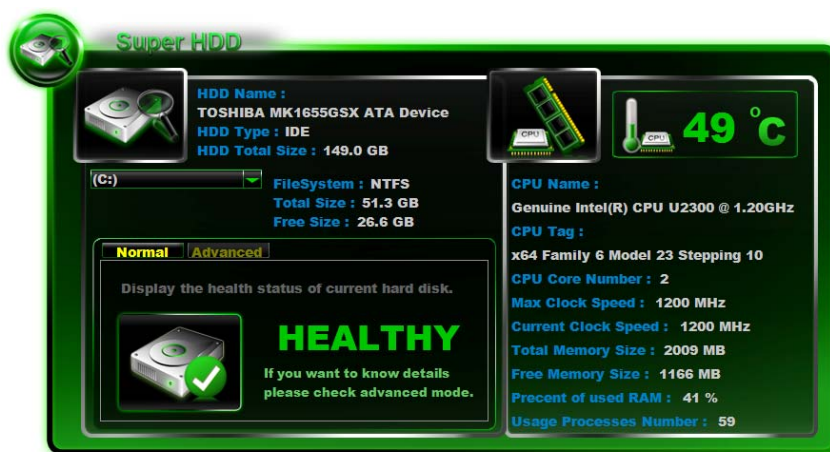 Super HDD
HDD Name :
TOSHIBA MK1655GSX ATA Device
HDD Type : IDE
HDD Total Size : 149.0 GB
(C:)
FileSystem : NTFS
Total Size : 51.3 GB
Free Size : 26.6 GB
Normal Advanced
Display the health status of current hard disk.
HEALTHY
If you want to know details
please check advanced mode.
CPU
CPU
49 °C
CPU Name :
Genuine Intel(R) CPU U2300 @ 1.20GHz
CPU Tag :
x64 Family 6 Model 23 Stepping 10
CPU Core Number : 2
Max Clock Speed : 1200 MHz
Current Clock Speed : 1200 MHz
Total Memory Size : 2009 MB
Free Memory Size : 1166 MB
Precent of used RAM : 41 %
Usage Processes Number : 59